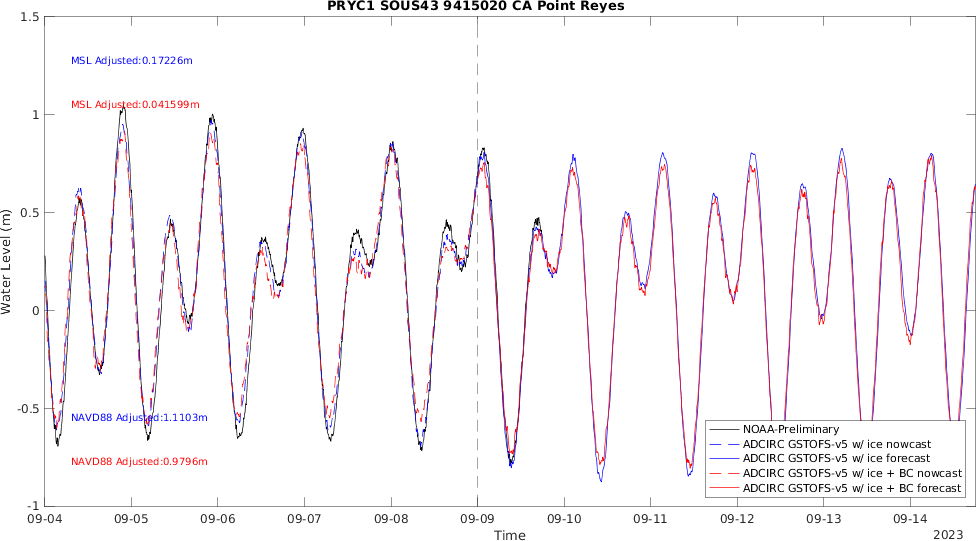 PRYC1 SOUS43 9415020 CA Point Reyes
1.5
MSL Adjusted:0.17226m
MSL Adjusted:0.041599m
1
0.5
Water Level (m)
0
-0.5
NAVD88 Adjusted:1.1103m
NAVD88 Adjusted:0.9796m
NOAA-Preliminary
ADCIRC GSTOFS-v5 w/ ice nowcast
ADCIRC GSTOFS-v5 w/ ice forecast
ADCIRC GSTOFS-v5 w/ice + BC nowcast
ADCIRC GSTOFS-v5 w/ice + BC forecast
-1
09-04 09-05 09-06 09-07 09-08 09-09 09-10 09-11 09-12 09-13 09-14
Time
2023